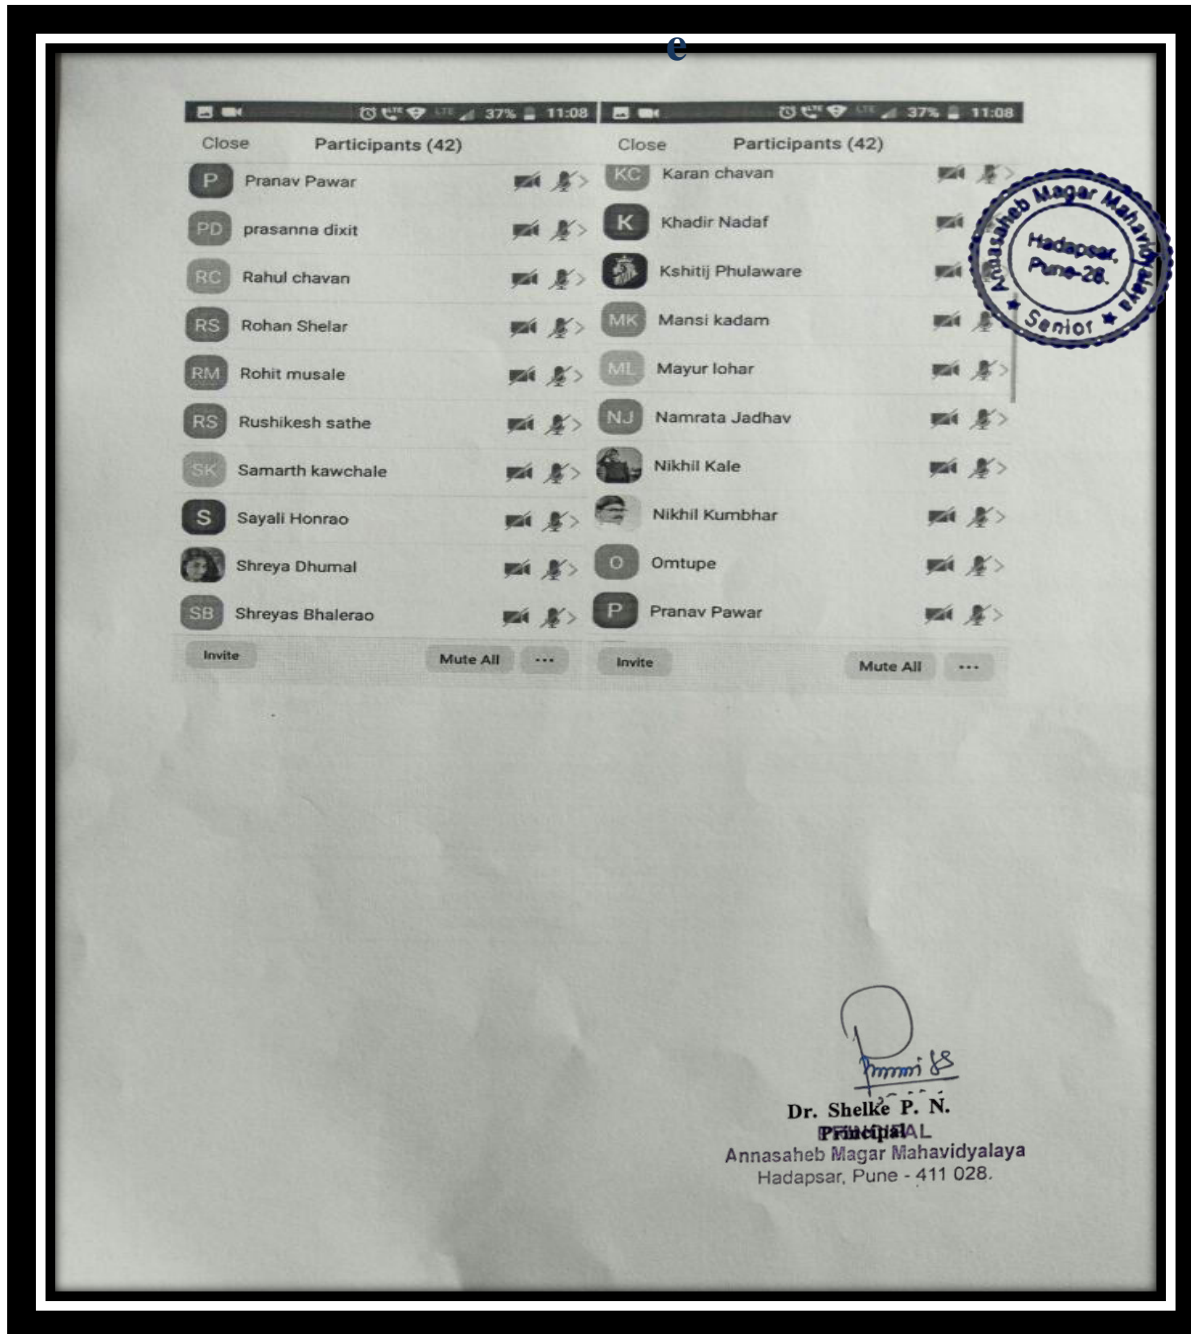 e
37% 11:08
Close Participants (42)
P Pranav Pawar
PD prasanna dixit
RC Rahul chavan
RS Rohan Shelar
RM Rohit musale
RS Rushikesh sathe
SK Samarth kawchale
S Sayali Honrao
Shreya Dhumal
SB Shreyas Bhalerao
Invite Mute All ...
LTE LTE 37% 11:08
Close Participants (42)
KC Karan chavan
K Khadir Nadaf
Kshitij Phulaware
MK Mansi kadam
ML Mayur lohar
NJ Namrata Jadhav
Nikhil Kale
Nikhil Kumbhar
O Omtupe
P Pranav Pawar
Invite Mute All ...
Annasaheb Magar Mahavidyalaya
Hadapsar,
Pune-28.
★ Senior ★
Dr. Shelke P. N.
Principal
PRINCIPAL
Annasaheb Magar Mahavidyalaya
Hadapsar, Pune - 411 028.